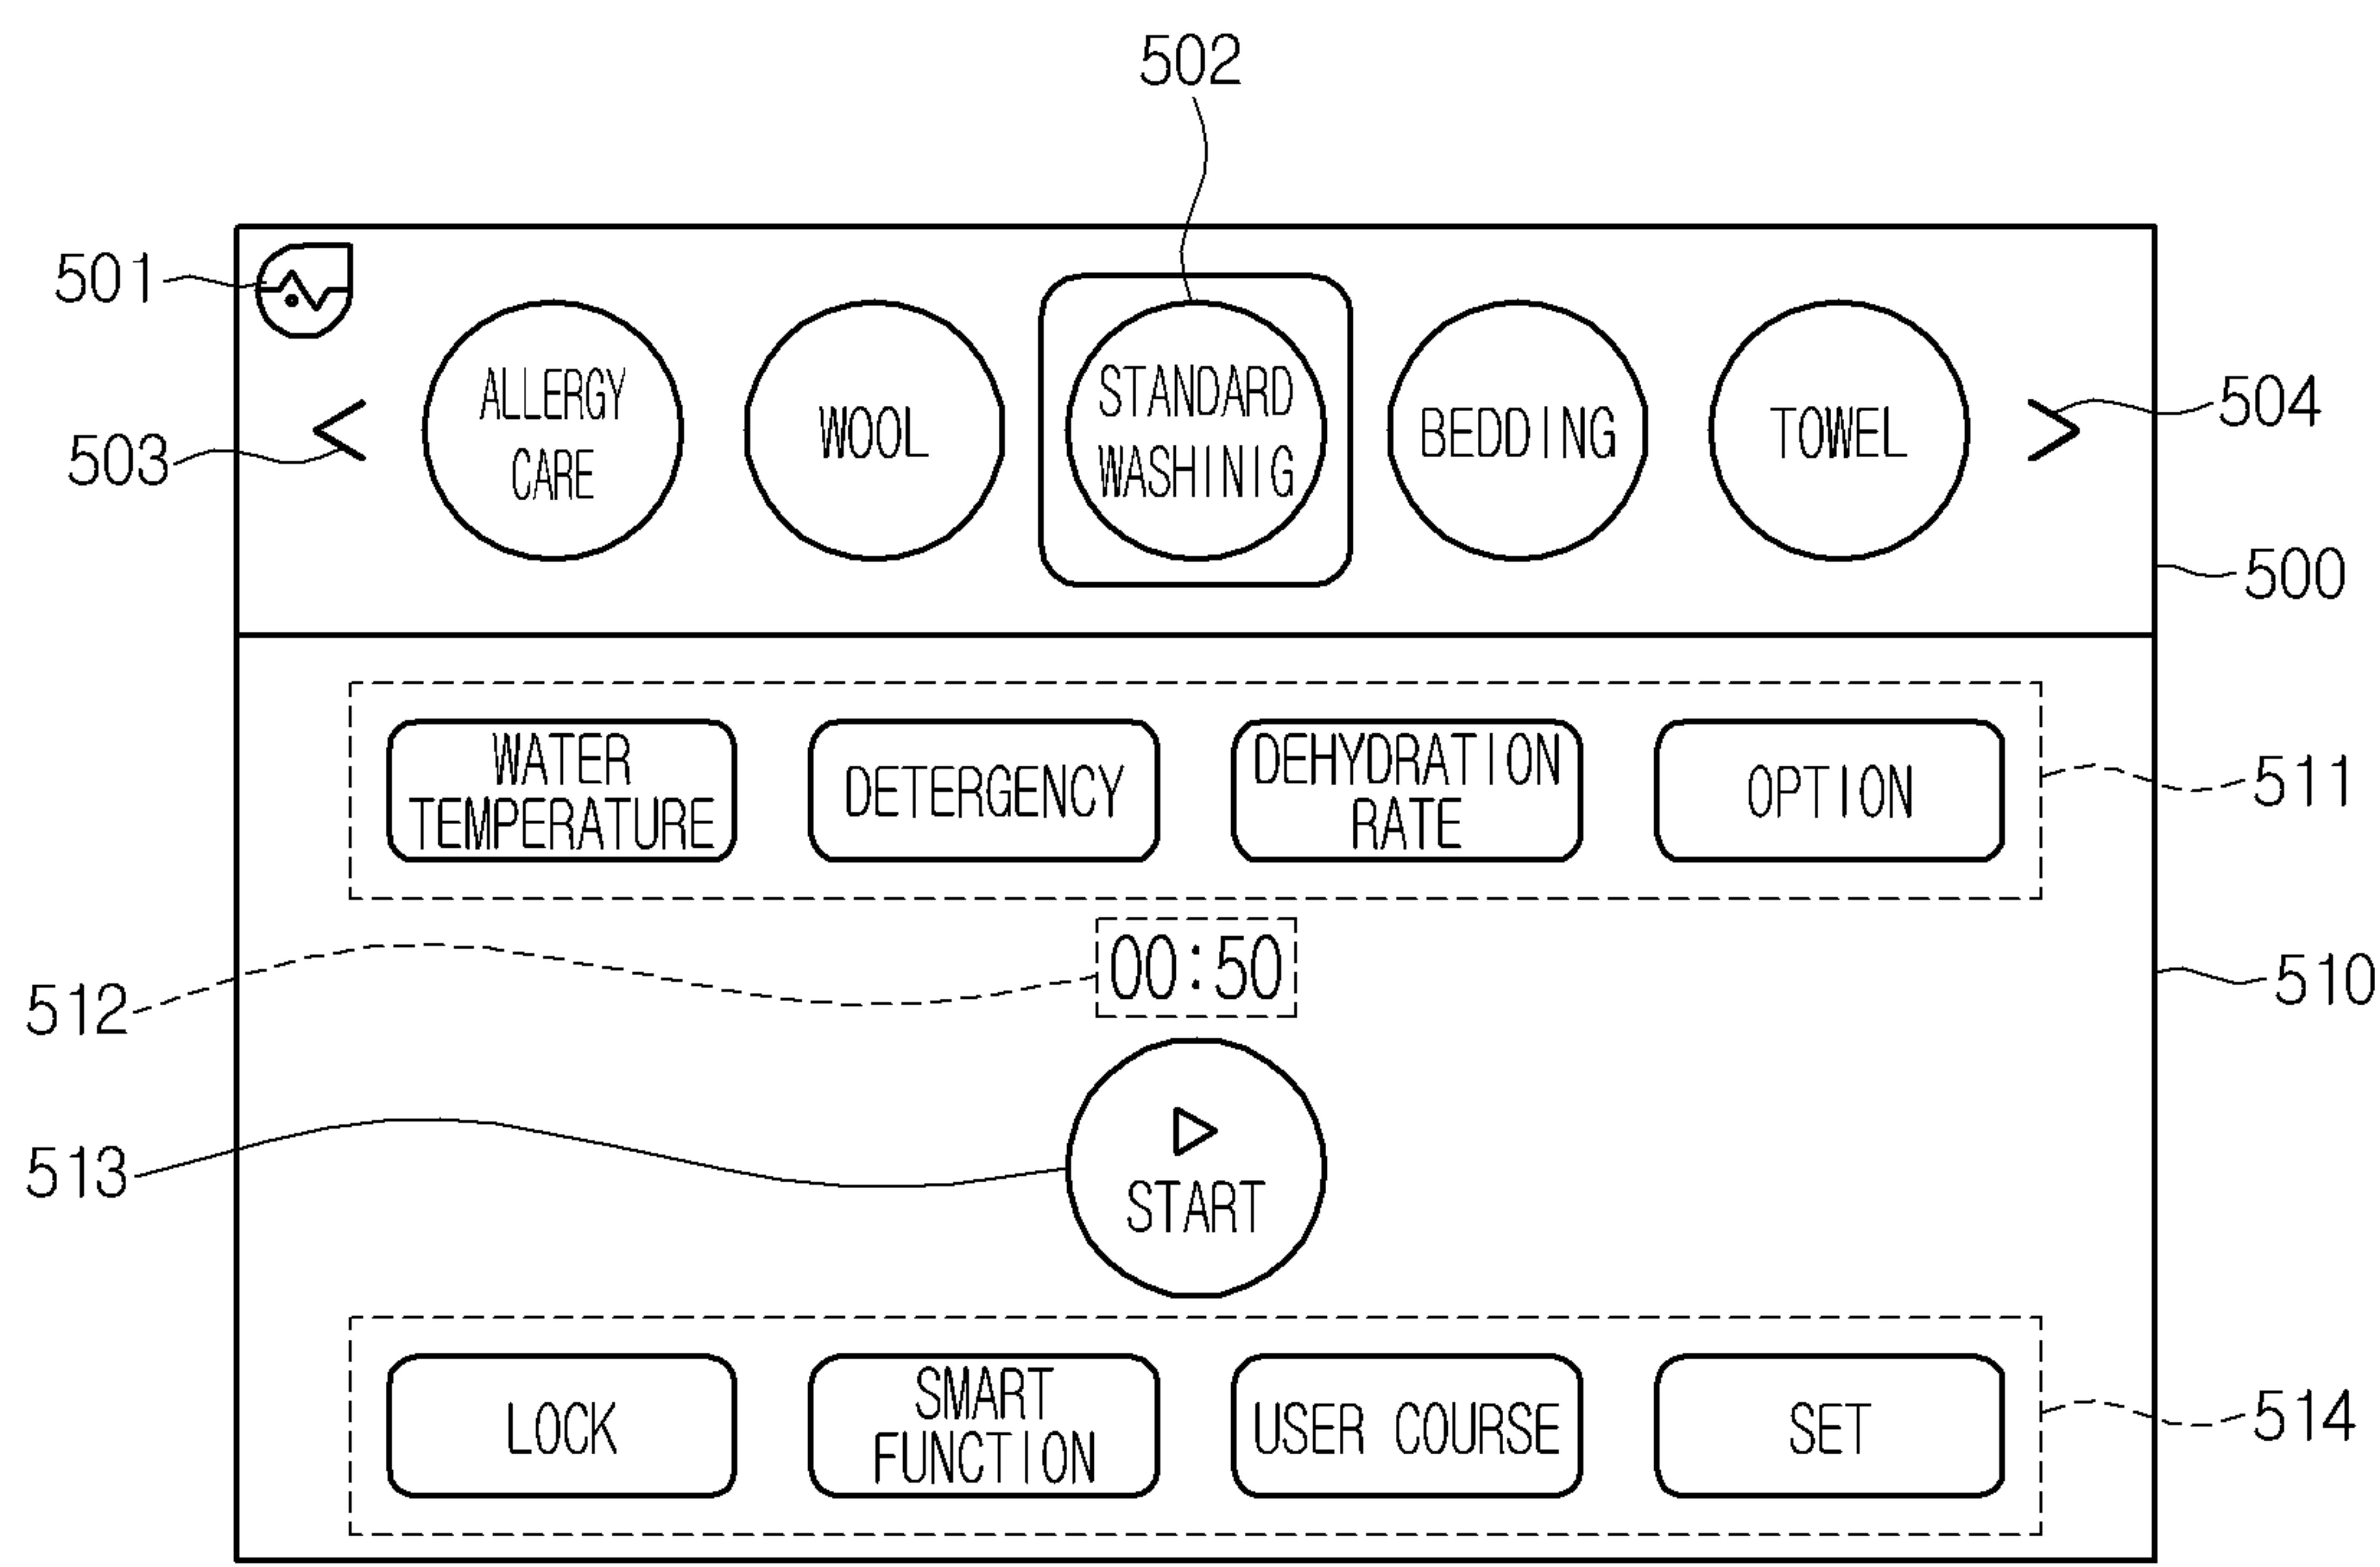 502
501
ALLERGY
CARE
WOOL
STANDARD
WASHINIG
BEDDING
TOWEL
504
503
500
WATER
TEMPERATURE
DETERGENCY
DEHYDRATION
RATE
OPTION
511
00:50
512
510
START
513
LOCK
SMART
FUNCTION
USER COURSE
SET
514